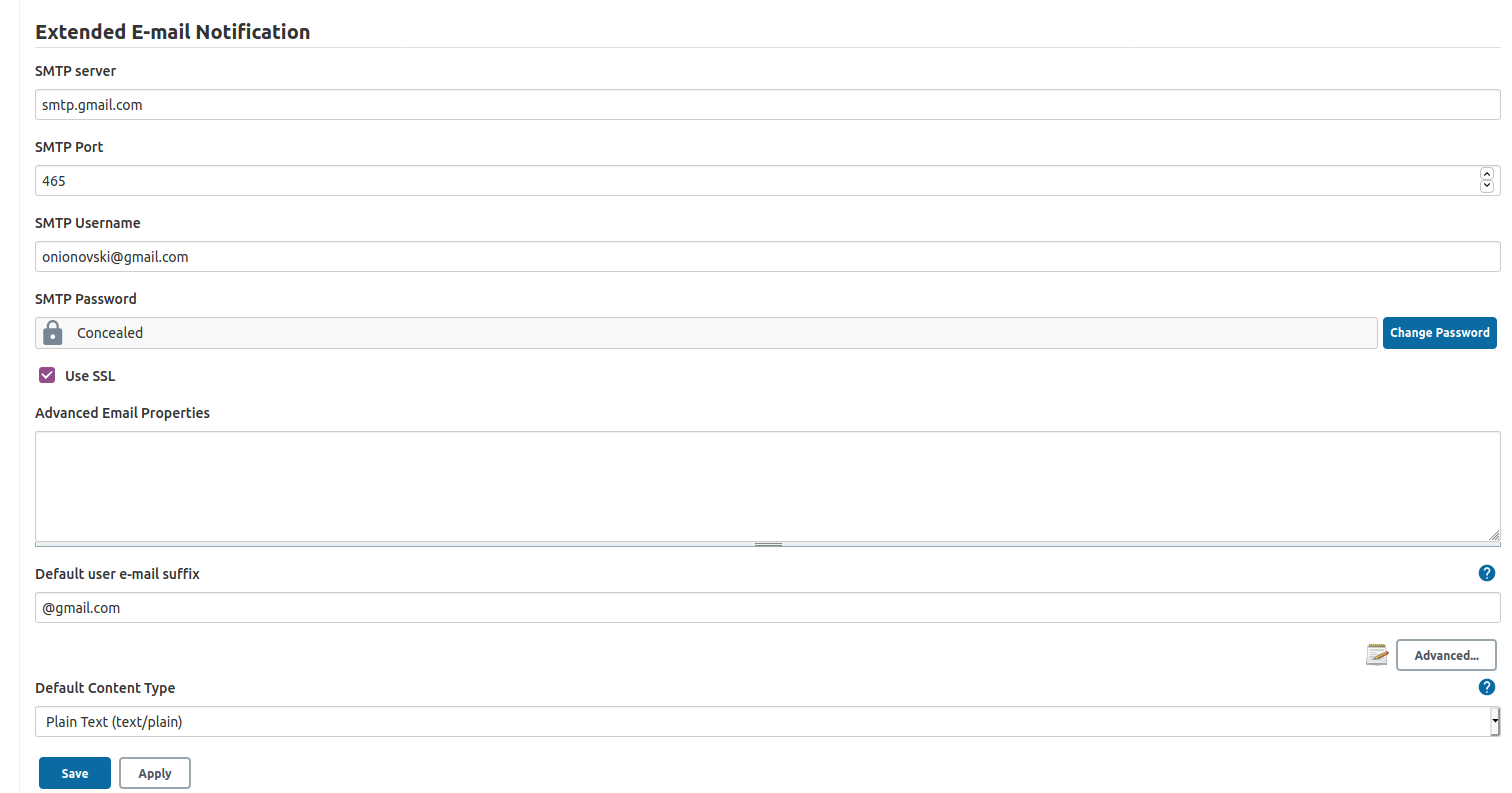 Extended E-mail Notification
SMTP server
smtp.gmail.com
SMTP Port
465
SMTP Username
onionovski@gmail.com
SMTP Password
Concealed
Change Password
Use SSL
Advanced Email Properties
Default user e-mail suffix
?
@gmail.com
Advanced...
Default Content Type
?
Plain Text (text/plain)
Save
Apply